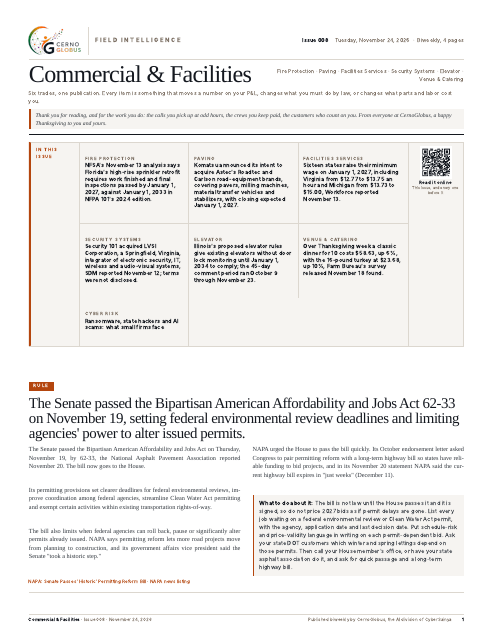 CERNO
GLOBUS
FIELD INTELLIGENCE
Issue 008 · Tuesday, November 24, 2026 · Biweekly, 4 pages
Commercial & Facilities
Fire Protection · Paving · Facilities Services · Security Systems · Elevator ·
Venue & Catering
Six trades, one publication. Every item is something that moves a number on your P&L, changes what you must do by law, or changes what parts and labor cost
you.
Thank you for reading, and for the work you do: the calls you pick up at odd hours, the crews you keep paid, the customers who count on you. From everyone at CernoGlobus, a happy
Thanksgiving to you and yours.
IN THIS
ISSUE
FIRE PROTECTION
NFSA's November 13 analysis says
Florida's high-rise sprinkler retrofit
requires work finished and final
inspections passed by January 1,
2027, against January 1, 2033 in
NFPA 101's 2024 edition.
PAVING
Komatsu announced its intent to
acquire Astec's Roadtec and
Carlson road-equipment brands,
covering pavers, milling machines,
material transfer vehicles and
stabilizers, with closing expected
January 1, 2027.
FACILITIES SERVICES
Sixteen states raise their minimum
wage on January 1, 2027, including
Virginia from $12.77 to $13.75 an
hour and Michigan from $13.73 to
$15.00, Workforce reported
November 13.
Read it online
This issue, and every one
before it
SECURITY SYSTEMS
Security 101 acquired LVSI
Corporation, a Springfield, Virginia,
integrator of electronic security, IT,
wireless and audio-visual systems,
SDM reported November 12; terms
were not disclosed.
ELEVATOR
Illinois's proposed elevator rules
give existing elevators without door
lock monitoring until January 1,
2034 to comply; the 45-day
comment period ran October 9
through November 23.
VENUE & CATERING
Over Thanksgiving week a classic
dinner for 10 costs $58.63, up 6%,
with the 16-pound turkey at $23.68,
up 10%, Farm Bureau's survey
released November 18 found.
CYBER RISK
Ransomware, state hackers and AI
scams: what small firms face
RULE
The Senate passed the Bipartisan American Affordability and Jobs Act 62-33
on November 19, setting federal environmental review deadlines and limiting
agencies' power to alter issued permits.
The Senate passed the Bipartisan American Affordability and Jobs Act on Thursday,
November 19, by 62-33, the National Asphalt Pavement Association reported
November 20. The bill now goes to the House.
Its permitting provisions set clearer deadlines for federal environmental reviews, im-
prove coordination among federal agencies, streamline Clean Water Act permitting
and exempt certain activities within existing transportation rights-of-way.
The bill also limits when federal agencies can roll back, pause or significantly alter
permits already issued. NAPA says permitting reform lets more road projects move
from planning to construction, and its government affairs vice president said the
Senate "took a historic step."
NAPA: Senate Passes 'Historic' Permitting Reform Bill · NAPA news listing
NAPA urged the House to pass the bill quickly. Its October endorsement letter asked
Congress to pair permitting reform with a long-term highway bill so states have reli-
able funding to bid projects, and in its November 20 statement NAPA said the cur-
rent highway bill expires in "just weeks" (December 11).
What to do about it: The bill is not law until the House passes it and it is
signed, so do not price 2027 bids as if permit delays are gone. List every
job waiting on a federal environmental review or Clean Water Act permit,
with the agency, application date and last decision date. Put schedule-risk
and price-validity language in writing on each permit-dependent bid. Ask
your state DOT customers which winter and spring lettings depend on
those permits. Then call your House member's office, or have your state
asphalt association do it, and ask for quick passage and a long-term
highway bill.
Commercial & Facilities · Issue 008 · November 24, 2026
Published biweekly by CernoGlobus, the AI division of CyberGaiya
1